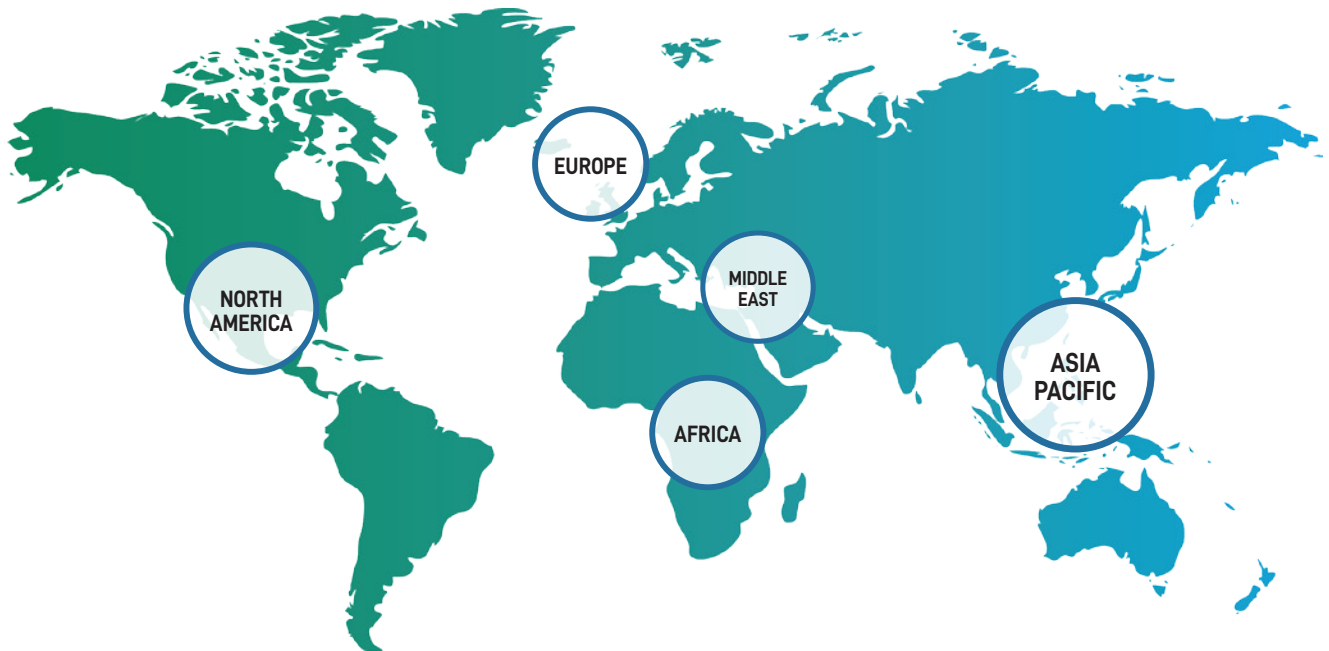 EUROPE
NORTH
AMERICA
MIDDLE
EAST
ASIA
PACIFIC
AFRICA